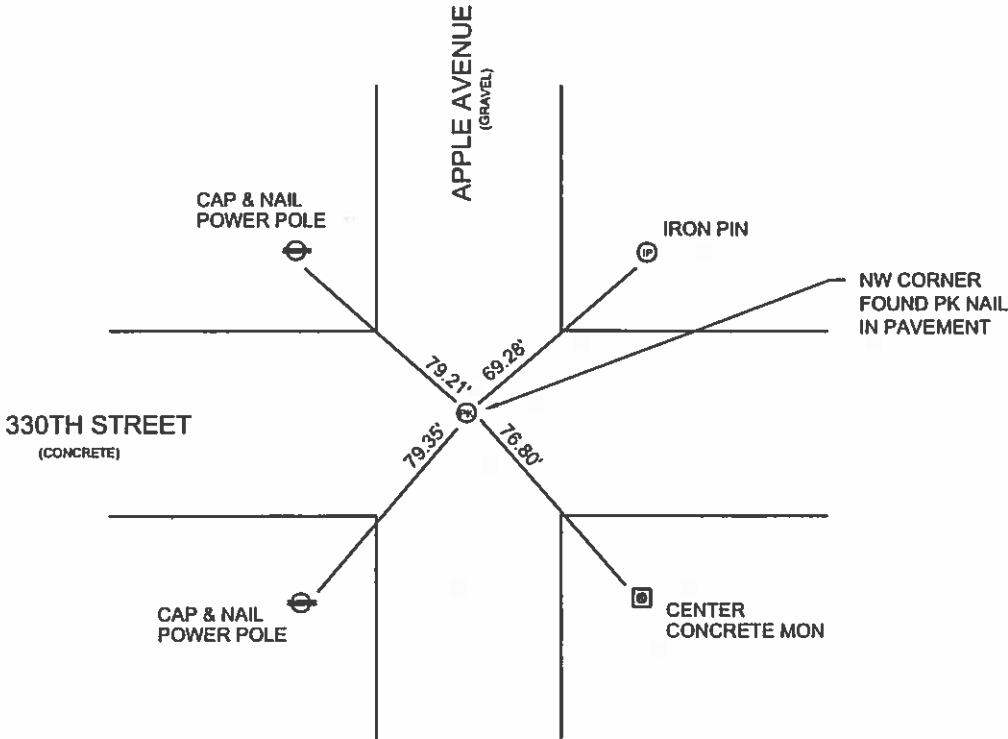 APPLE AVENUE
(GRAVEL)
CAP & NAIL
POWER POLE
IRON PIN
IP
NW CORNER
FOUND PK NAIL
IN PAVEMENT
79.21'
69.28'
PK
330TH STREET
(CONCRETE)
79.35'
76.80'
CAP & NAIL
POWER POLE
CENTER
CONCRETE MON